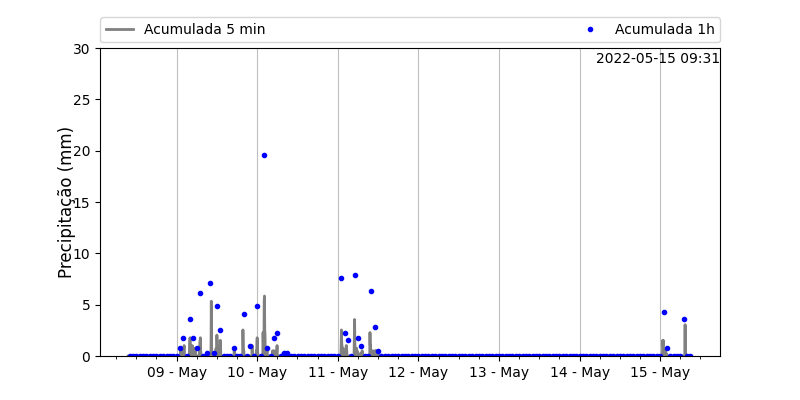 Acumulada 5 min
Acumulada 1h
2022-05-15 09:31
Precipitação (mm)
30
25
20
15
10
5
0
09 - May
10 - May
11 - May
12 - May
13 - May
14 - May
15 - May